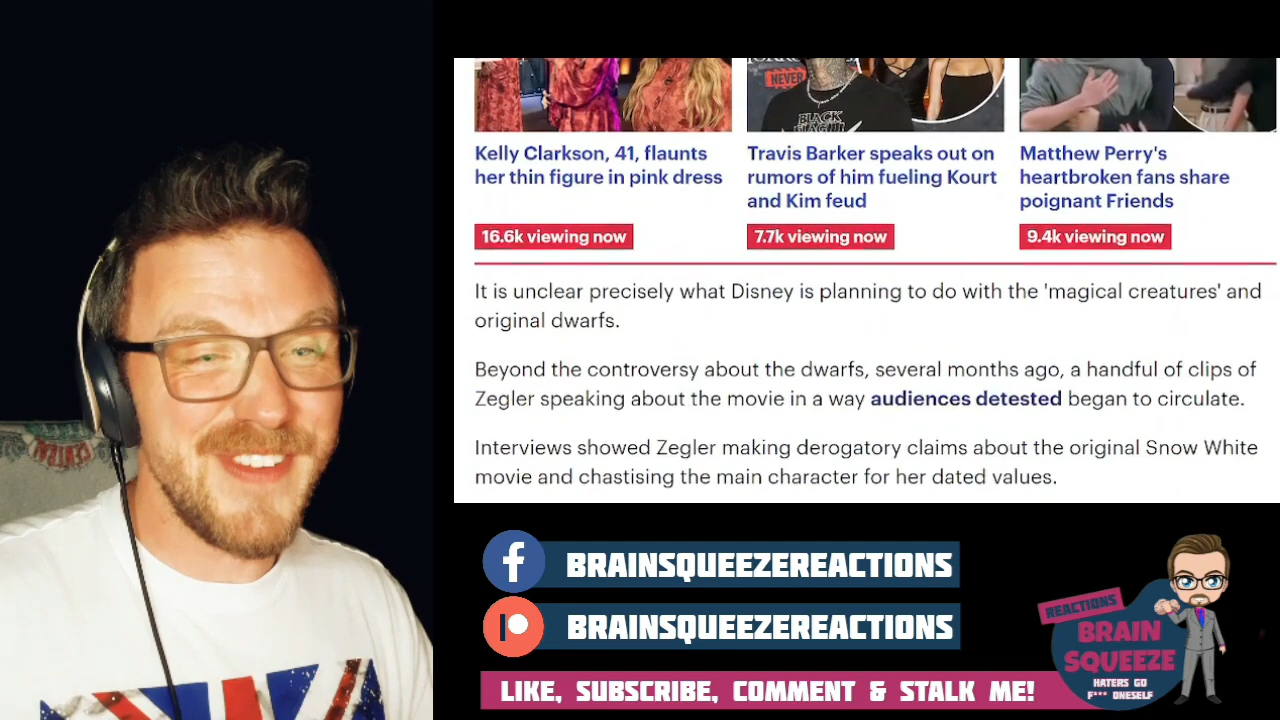 NEVER
BLACK
FLAG
Kelly Clarkson, 41, flaunts
her thin figure in pink dress
Travis Barker speaks out on
rumors of him fueling Kourt
and Kim feud
Matthew Perry's
heartbroken fans share
poignant Friends
16.6k viewing now
7.7k viewing now
9.4k viewing now
It is unclear precisely what Disney is planning to do with the 'magical creatures' and
original dwarfs.
Beyond the controversy about the dwarfs, several months ago, a handful of clips of
Zegler speaking about the movie in a way audiences detested began to circulate.
Interviews showed Zegler making derogatory claims about the original Snow White
movie and chastising the main character for her dated values.
BRAINSQUEEZEREACTIONS
BRAINSQUEEZEREACTIONS
LIKE, SUBSCRIBE, COMMENT & STALK ME!
REACTIONS
BRAIN
SQUEEZE
HATERS GO
F*** ONESELF